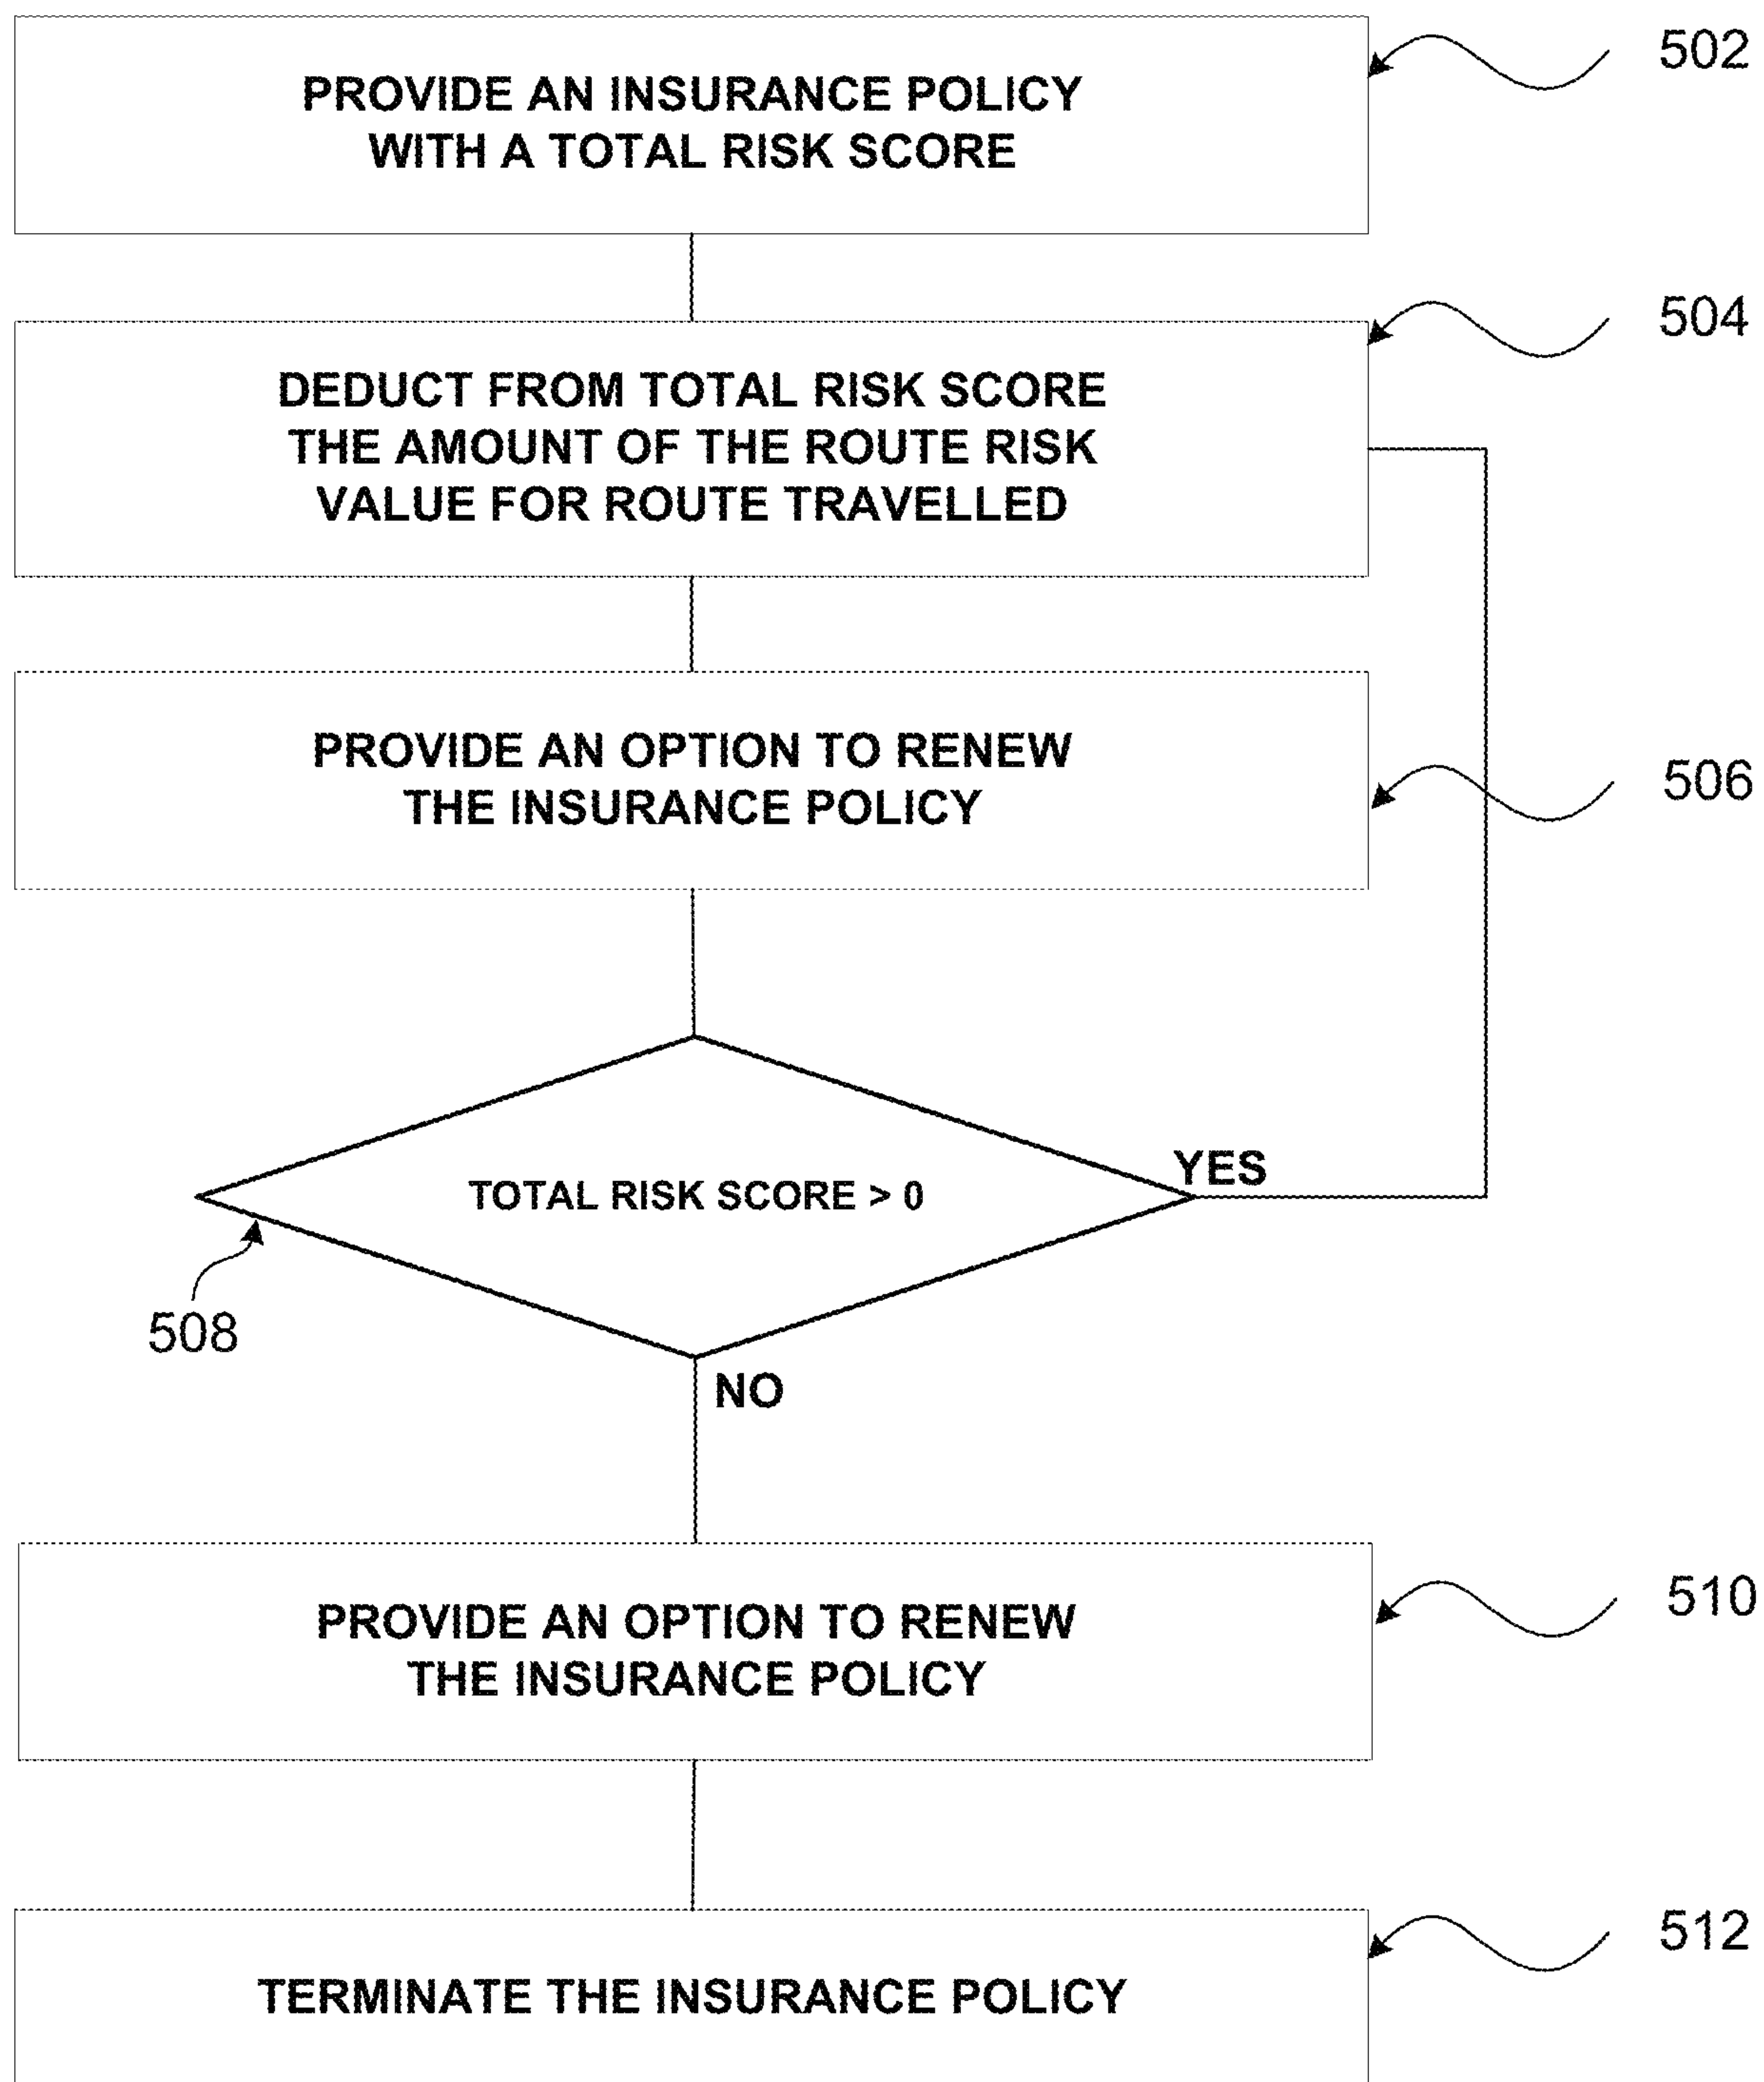 PROVIDE AN INSURANCE POLICY
WITH A TOTAL RISK SCORE
502
DEDUCT FROM TOTAL RISK SCORE
THE AMOUNT OF THE ROUTE RISK
VALUE FOR ROUTE TRAVELLED
504
PROVIDE AN OPTION TO RENEW
THE INSURANCE POLICY
506
TOTAL RISK SCORE > 0
YES
508
NO
PROVIDE AN OPTION TO RENEW
THE INSURANCE POLICY
510
TERMINATE THE INSURANCE POLICY
512